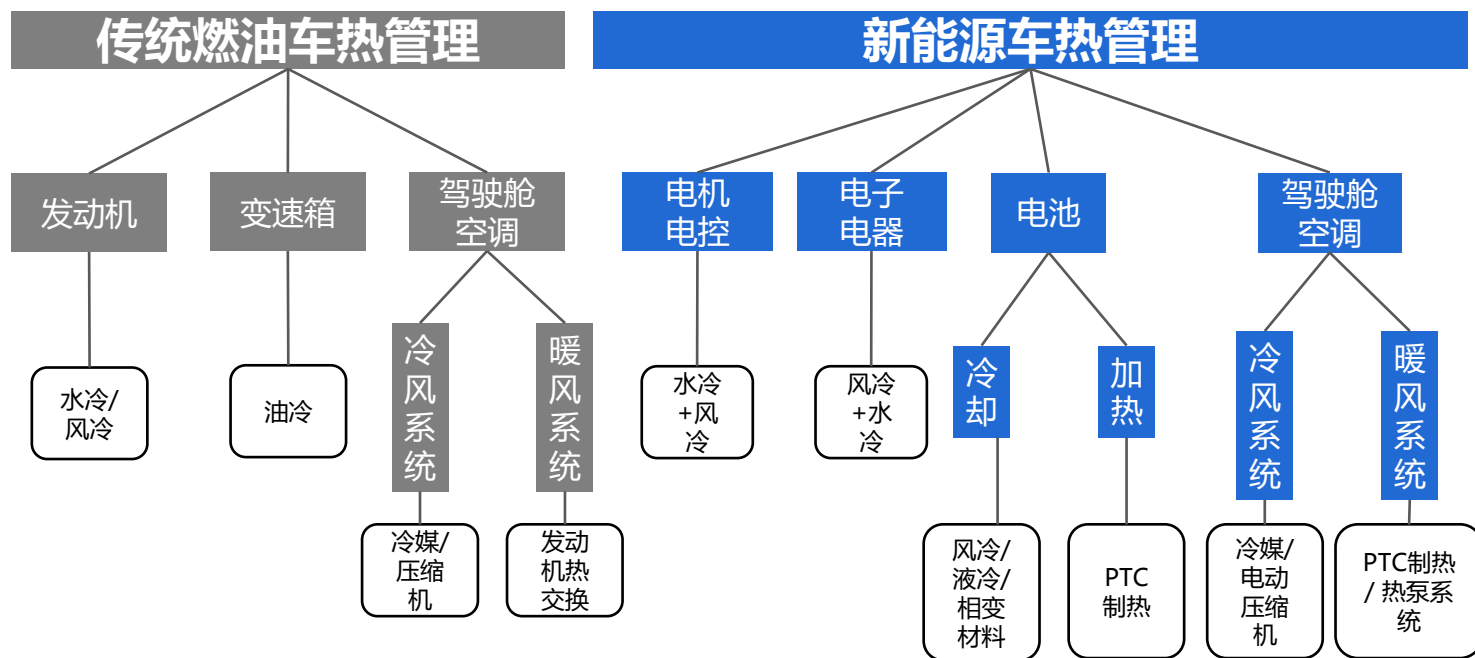 传统燃油车热管理
新能源车热管理
发动机
变速箱
驾驶舱
空调
电机
电控
电子
电器
电池
驾驶舱
空调
冷风系统
暖风系统
冷却
加热
冷风系统
暖风系统
水冷/
风冷
油冷
水冷
+风
冷
风冷
+水
冷
冷媒/
压缩
机
发动
机热
交换
风冷/
液冷/
相变
材料
PTC
制热
冷媒/
电动
压缩
机
PTC制热
/ 热泵系
统